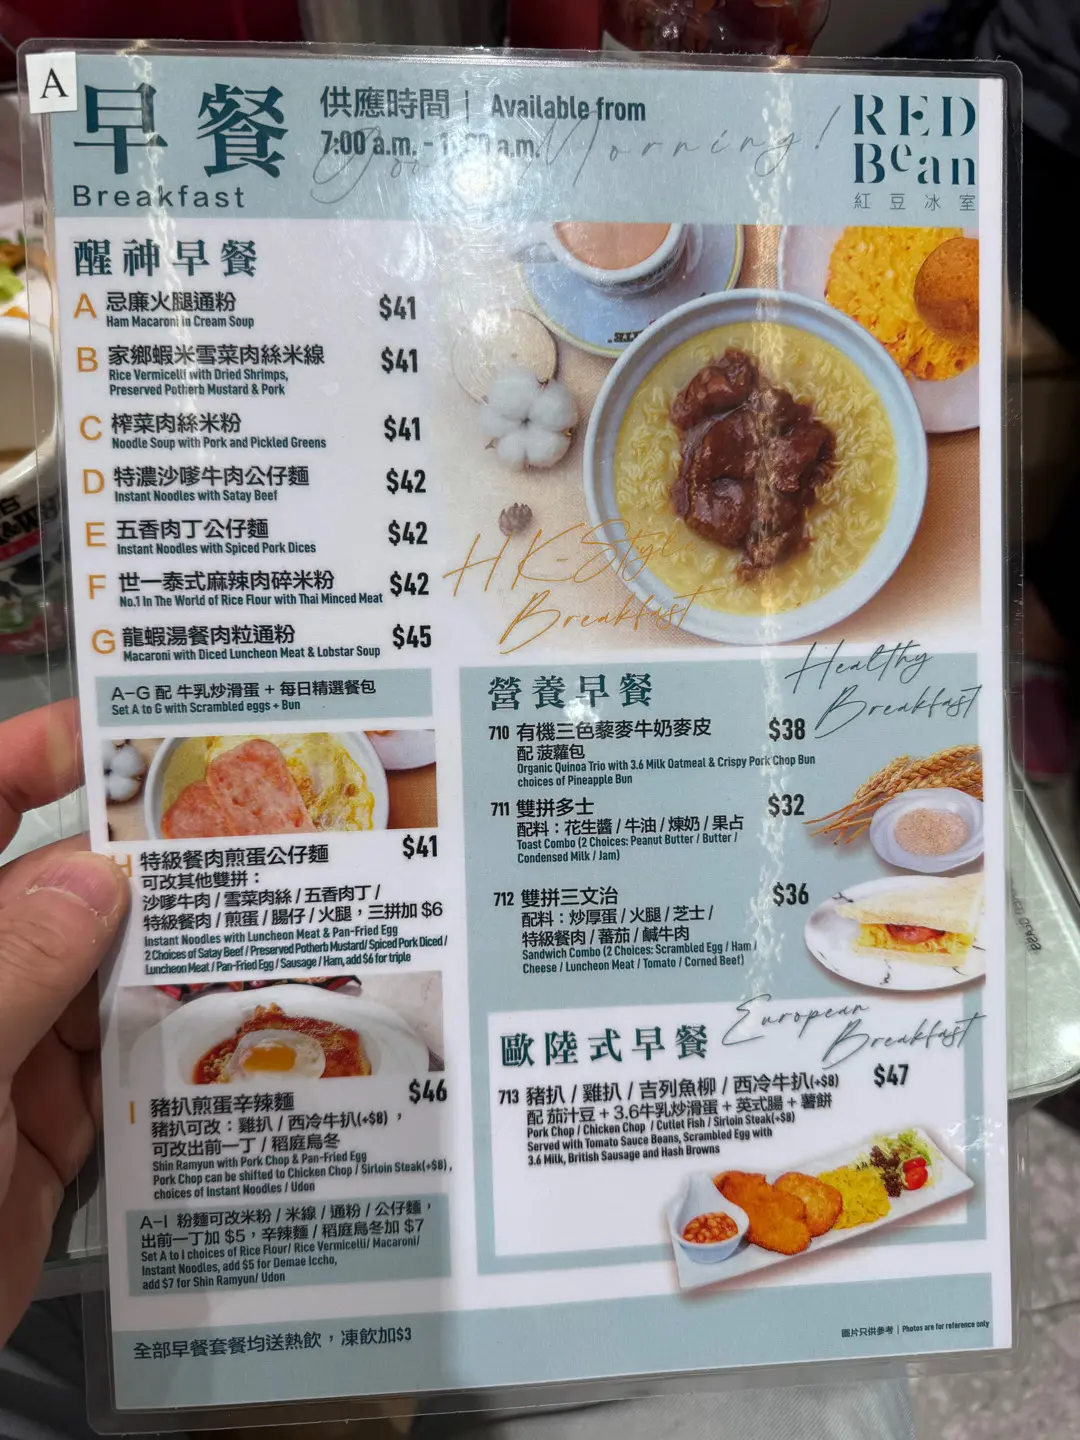 A
早餐
Breakfast
供應時間 | Available from
7:00 a.m. -
a.m.
Good Morning!
RED
Bean
紅豆冰室
醒神早餐
A 忌廉火腿通粉 $41
Ham Macaroni in Cream Soup
B 家鄉蝦米雪菜肉絲米線 $41
Rice Vermicelli with Dried Shrimps,
Preserved Potherb Mustard & Pork
C 榨菜肉絲米粉 $41
Noodle Soup with Pork and Pickled Greens
D 特濃沙嗲牛肉公仔麵 $42
Instant Noodles with Satay Beef
E 五香肉丁公仔麵 $42
Instant Noodles with Spiced Pork Dices
F 世一泰式麻辣肉碎米粉 $42
No.1 In The World of Rice Flour with Thai Minced Meat
G 龍蝦湯餐肉粒通粉 $45
Macaroni with Diced Luncheon Meat & Lobstar Soup
A-G 配 牛乳炒滑蛋 + 每日精選餐包
Set A to G with Scrambled eggs + Bun
HK-Style
Breakfast
H 特級餐肉煎蛋公仔麵 $41
可改其他雙拼：
沙嗲牛肉 / 雪菜肉絲 / 五香肉丁 /
特級餐肉 / 煎蛋 / 腸仔 / 火腿，三拼加 $6
Instant Noodles with Luncheon Meat & Pan-Fried Egg
2 Choices of Satay Beef / Preserved Potherb Mustard/ Spiced Pork Diced /
Luncheon Meat / Pan-Fried Egg / Sausage / Ham, add $6 for triple
I 豬扒煎蛋辛辣麵 $46
豬扒可改：雞扒 / 西冷牛扒(+$8)，
可改出前一丁 / 稻庭烏冬
Shin Ramyun with Pork Chop & Pan-Fried Egg
Pork Chop can be shifted to Chicken Chop / Sirloin Steak(+$8),
choices of Instant Noodles / Udon
A-I 粉麵可改米粉 / 米線 / 通粉 / 公仔麵，
出前一丁加 $5，辛辣麵 / 稻庭烏冬加 $7
Set A to I choices of Rice Flour/ Rice Vermicelli/ Macaroni/
Instant Noodles, add $5 for Demae Iccho,
add $7 for Shin Ramyun/ Udon
營養早餐
Healthy
Breakfast
710 有機三色藜麥牛奶麥皮 $38
配 菠蘿包
Organic Quinoa Trio with 3.6 Milk Oatmeal & Crispy Pork Chop Bun
choices of Pineapple Bun
711 雙拼多士 $32
配料：花生醬 / 牛油 / 煉奶 / 果占
Toast Combo (2 Choices: Peanut Butter / Butter /
Condensed Milk / Jam)
712 雙拼三文治 $36
配料：炒厚蛋 / 火腿 / 芝士 /
特級餐肉 / 蕃茄 / 鹹牛肉
Sandwich Combo (2 Choices: Scrambled Egg / Ham /
Cheese / Luncheon Meat / Tomato / Corned Beef)
歐陸式早餐
European
Breakfast
713 豬扒 / 雞扒 / 吉列魚柳 / 西冷牛扒(+$8) $47
配 茄汁豆 + 3.6牛乳炒滑蛋 + 英式腸 + 薯餅
Pork Chop / Chicken Chop / Cutlet Fish / Sirloin Steak(+$8)
Served with Tomato Sauce Beans, Scrambled Egg with
3.6 Milk, British Sausage and Hash Browns
全部早餐套餐均送熱飲，凍飲加$3
圖片只供參考 | Photos are for reference only